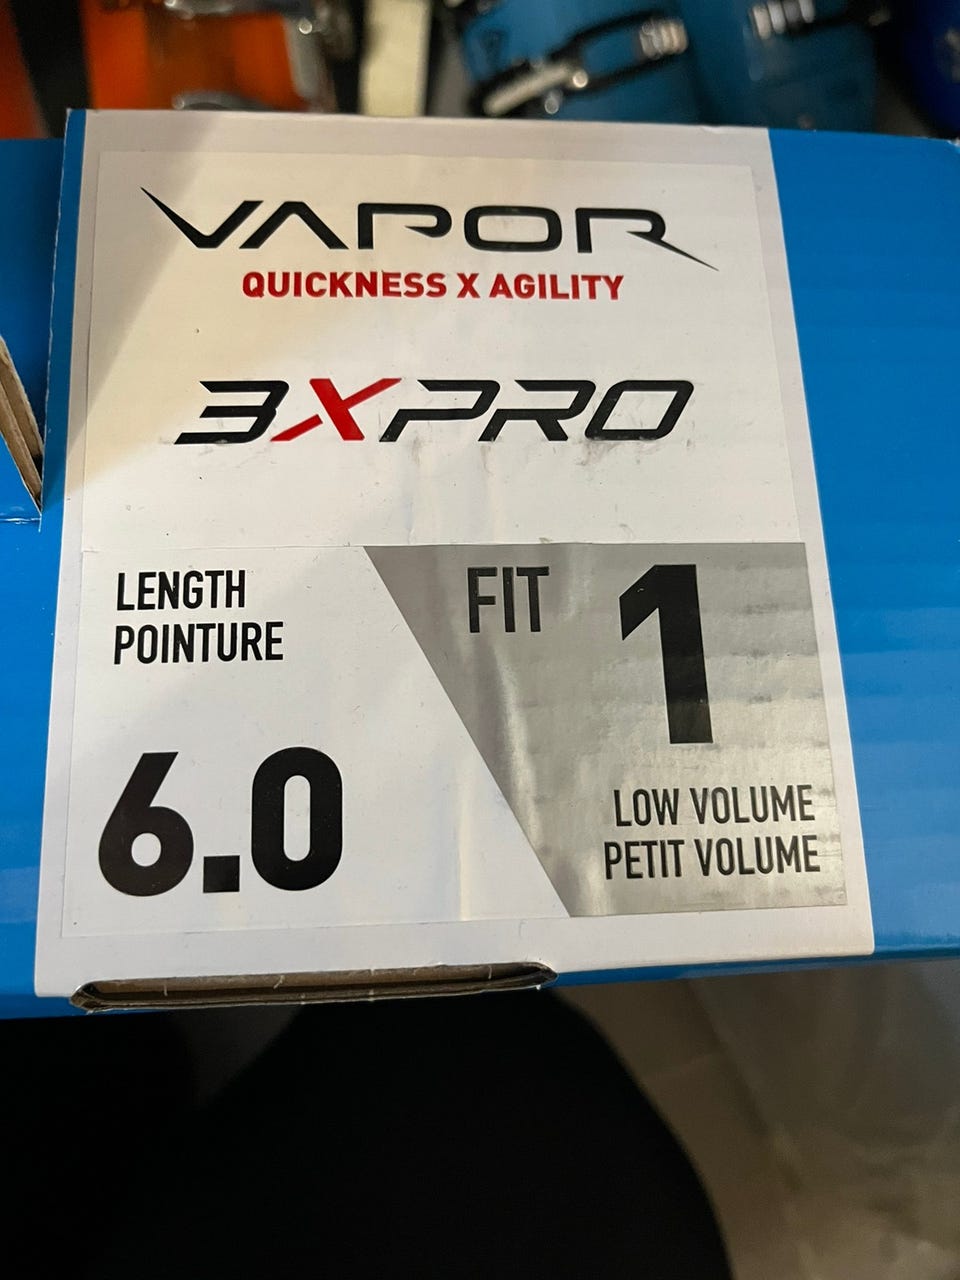 VAPOR
QUICKNESS X AGILITY
3XPRO
LENGTH
POINTURE
6.0
FIT 1
LOW VOLUME
PETIT VOLUME